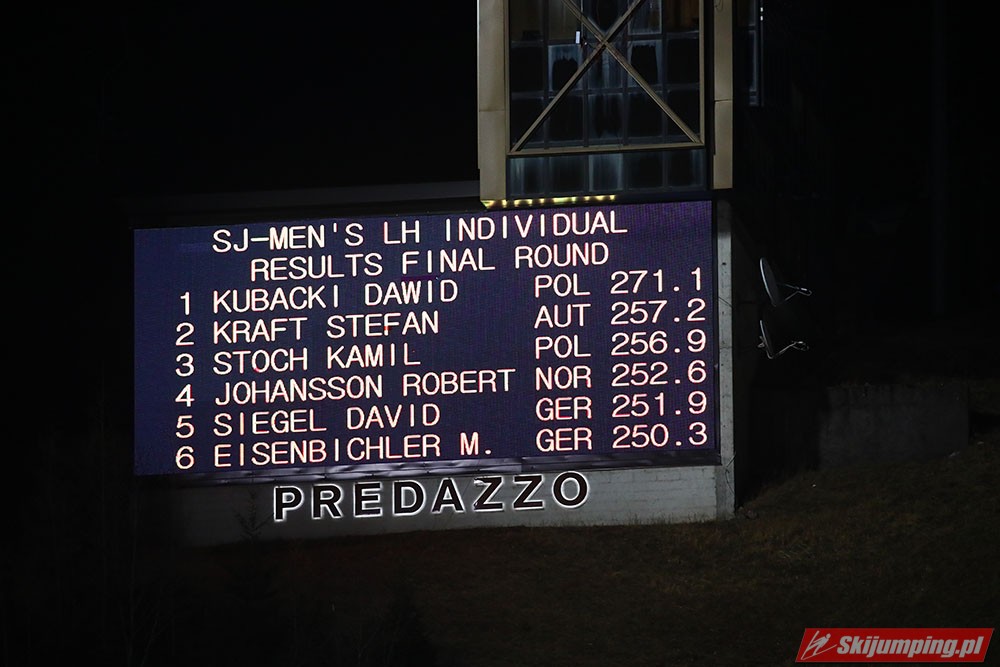 SJ-MEN'S LH INDIVIDUAL
RESULTS FINAL ROUND
1 KUBACKI DAWID POL 271.1
2 KRAFT STEFAN AUT 257.2
3 STOCH KAMIL POL 256.9
4 JOHANSSON ROBERT NOR 252.6
5 SIEGEL DAVID GER 251.9
6 EISENBICHLER M. GER 250.3
PREDAZZO
Skijumping.pl